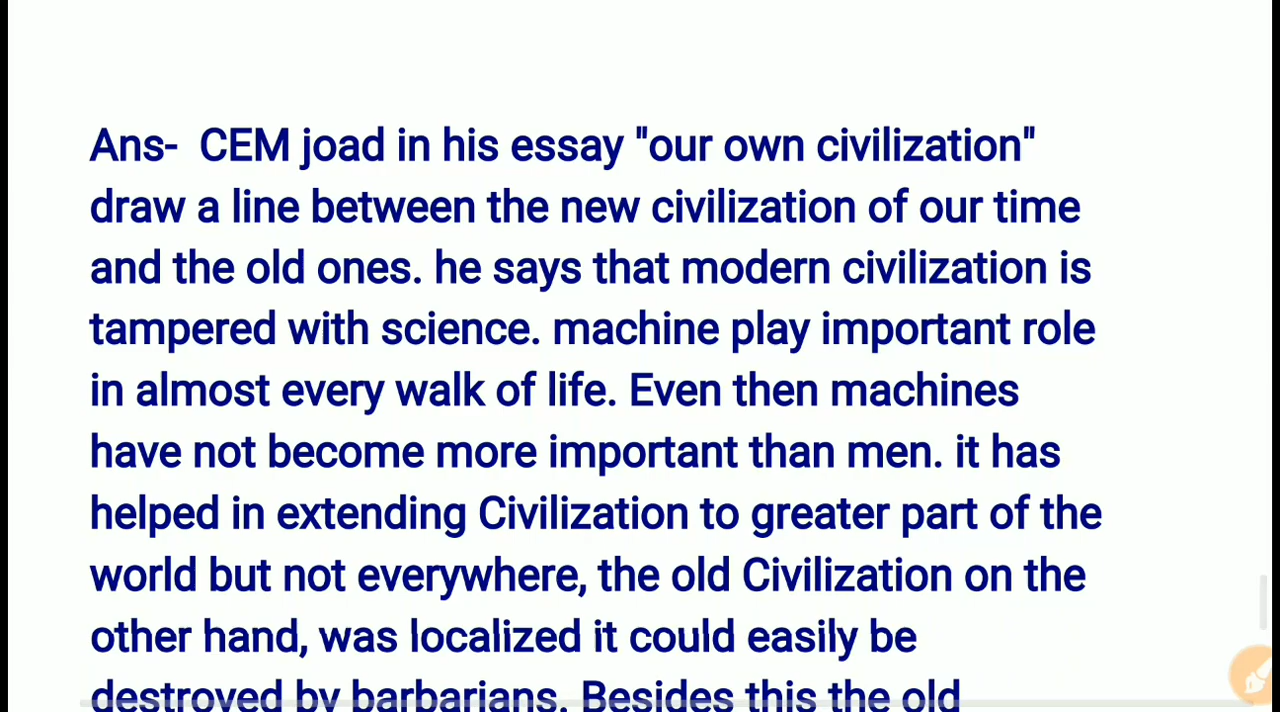 Ans- CEM joad in his essay "our own civilization"
draw a line between the new civilization of our time
and the old ones. he says that modern civilization is
tampered with science. machine play important role
in almost every walk of life. Even then machines
have not become more important than men. it has
helped in extending Civilization to greater part of the
world but not everywhere, the old Civilization on the
other hand, was localized it could easily be
destroyed by barbarians. Besides this the old